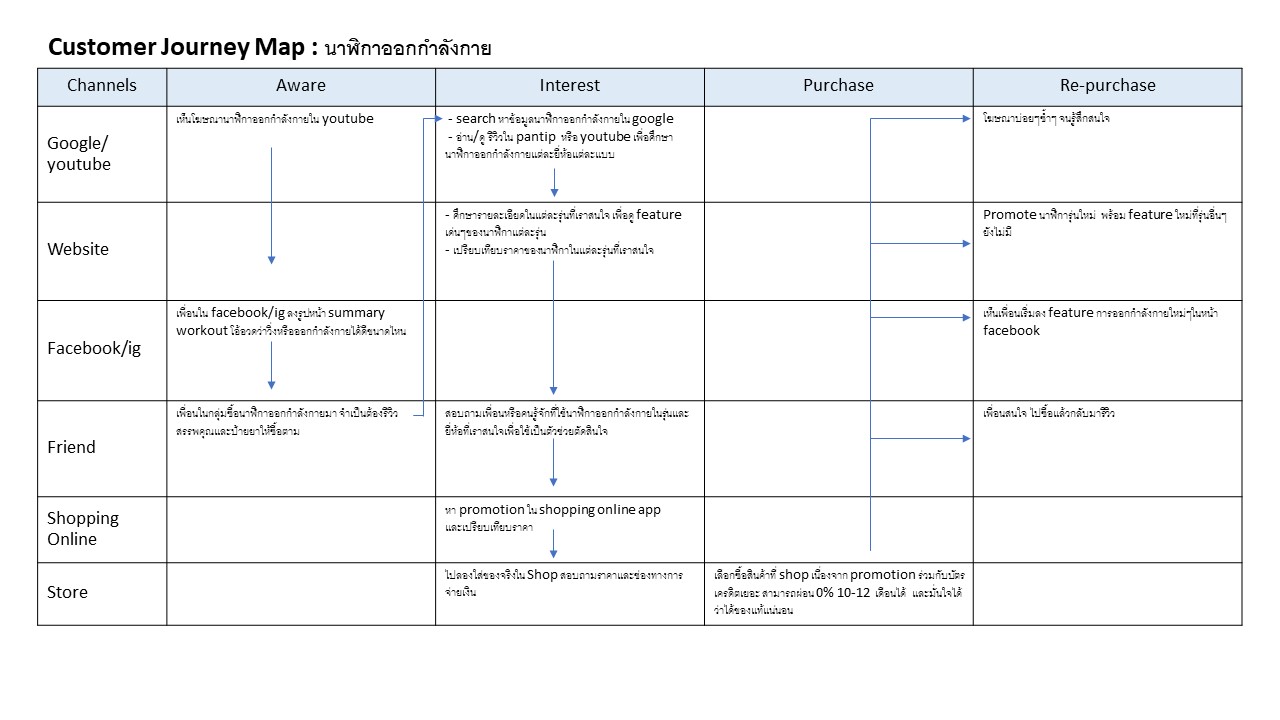 Customer Journey Map : นาฬิกาออกกำลังกาย
Channels Aware Interest Purchase Re-purchase
Google/
youtube
เห็นโฆษณานาฬิกาออกกำลังกายใน youtube
- search หาข้อมูลนาฬิกาออกกำลังกายใน google
- อ่าน/ดู รีวิวใน pantip หรือ youtube เพื่อศึกษา
นาฬิกาออกกำลังกายแต่ละยี่ห้อแต่ละแบบ
โฆษณาบ่อยๆซ้ำๆ จนรู้สึกสนใจ
Website
- ศึกษารายละเอียดในแต่ละรุ่นที่เราสนใจ เพื่อดู feature
เด่นๆของนาฬิกาแต่ละรุ่น
- เปรียบเทียบราคาของนาฬิกาในแต่ละรุ่นที่เราสนใจ
Promote นาฬิการุ่นใหม่ พร้อม feature ใหม่ที่รุ่นอื่นๆ
ยังไม่มี
Facebook/ig
เพื่อนใน facebook/ig ลงรูปหน้า summary
workout โอ้อวดว่าวิ่งหรือออกกำลังกายได้ดีขนาดไหน
เห็นเพื่อนเริ่มลง feature การออกกำลังกายใหม่ๆในหน้า
facebook
Friend
เพื่อนในกลุ่มซื้อนาฬิกาออกกำลังกายมา จำเป็นต้องรีวิว
สรรพคุณและป้ายยาให้ซื้อตาม
สอบถามเพื่อนหรือคนรู้จักที่ใช้นาฬิกาออกกำลังกายในรุ่นและ
ยี่ห้อที่เราสนใจเพื่อใช้เป็นตัวช่วยตัดสินใจ
เพื่อนสนใจ ไปซื้อแล้วกลับมารีวิว
Shopping
Online
หา promotion ใน shopping online app
และเปรียบเทียบราคา
Store
ไปลองใส่ของจริงใน Shop สอบถามราคาและช่องทางการ
จ่ายเงิน
เลือกซื้อสินค้าที่ shop เนื่องจาก promotion ร่วมกับบัตร
เครดิตเยอะ สามารถผ่อน 0% 10-12 เดือนได้ และมั่นใจได้
ว่าได้ของแท้แน่นอน